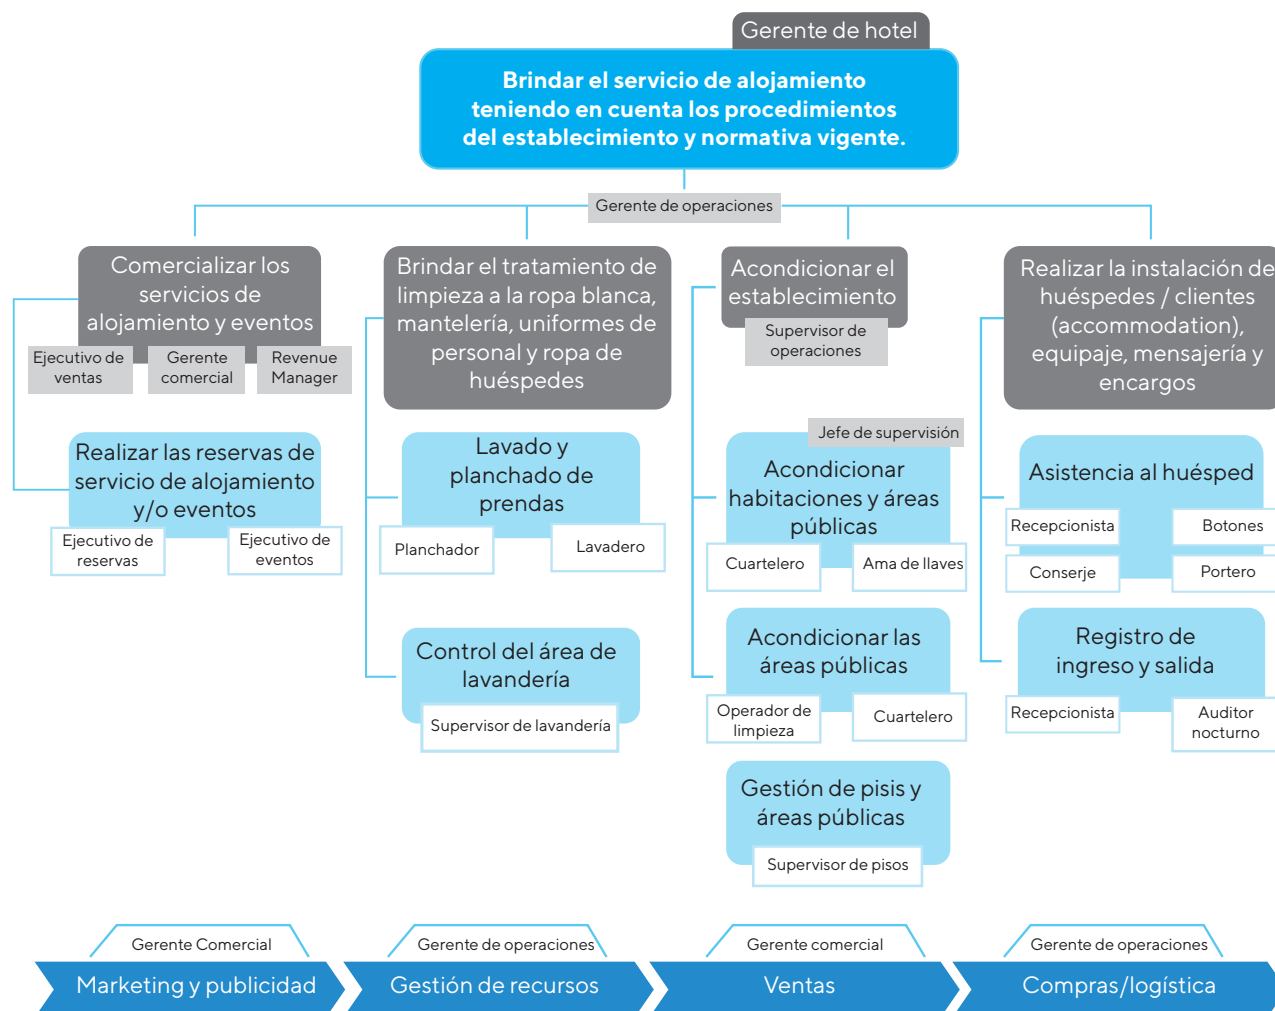 Gerente de hotel
Brindar el servicio de alojamiento
teniendo en cuenta los procedimientos
del establecimiento y normativa vigente.
Gerente de operaciones
Comercializar los
servicios de
alojamiento y eventos
Ejecutivo de
ventas
Gerente
comercial
Revenue
Manager
Realizar las reservas de
servicio de alojamiento
y/o eventos
Ejecutivo de
reservas
Ejecutivo de
eventos
Brindar el tratamiento de
limpieza a la ropa blanca,
mantelería, uniformes de
personal y ropa de
huéspedes
Lavado y
planchado de
prendas
Planchador
Lavadero
Control del área de
lavandería
Supervisor de lavandería
Acondicionar el
establecimiento
Supervisor de
operaciones
Jefe de supervisión
Acondicionar
habitaciones y áreas
públicas
Cuartelero
Ama de llaves
Acondicionar las
áreas públicas
Operador de
limpieza
Cuartelero
Gestión de pisis y
áreas públicas
Supervisor de pisos
Realizar la instalación de
huéspedes / clientes
(accommodation),
equipaje, mensajería y
encargos
Asistencia al huésped
Recepcionista
Botones
Conserje
Portero
Registro de
ingreso y salida
Recepcionista
Auditor
nocturno
Gerente Comercial
Marketing y publicidad
Gerente de operaciones
Gestión de recursos
Gerente comercial
Ventas
Gerente de operaciones
Compras/logística